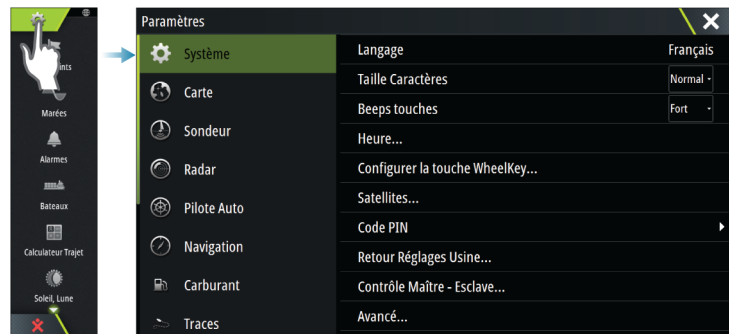 ints
Marées
Alarmes
Bateaux
Calculateur Trajet
Soleil, Lune
Paramètres
Système
Carte
Sondeur
Radar
Pilote Auto
Navigation
Carburant
Traces
Langage Français
Taille Caractères Normal
Beeps touches Fort
Heure...
Configurer la touche WheelKey...
Satellites...
Code PIN
Retour Réglages Usine...
Contrôle Maître - Esclave...
Avancé...